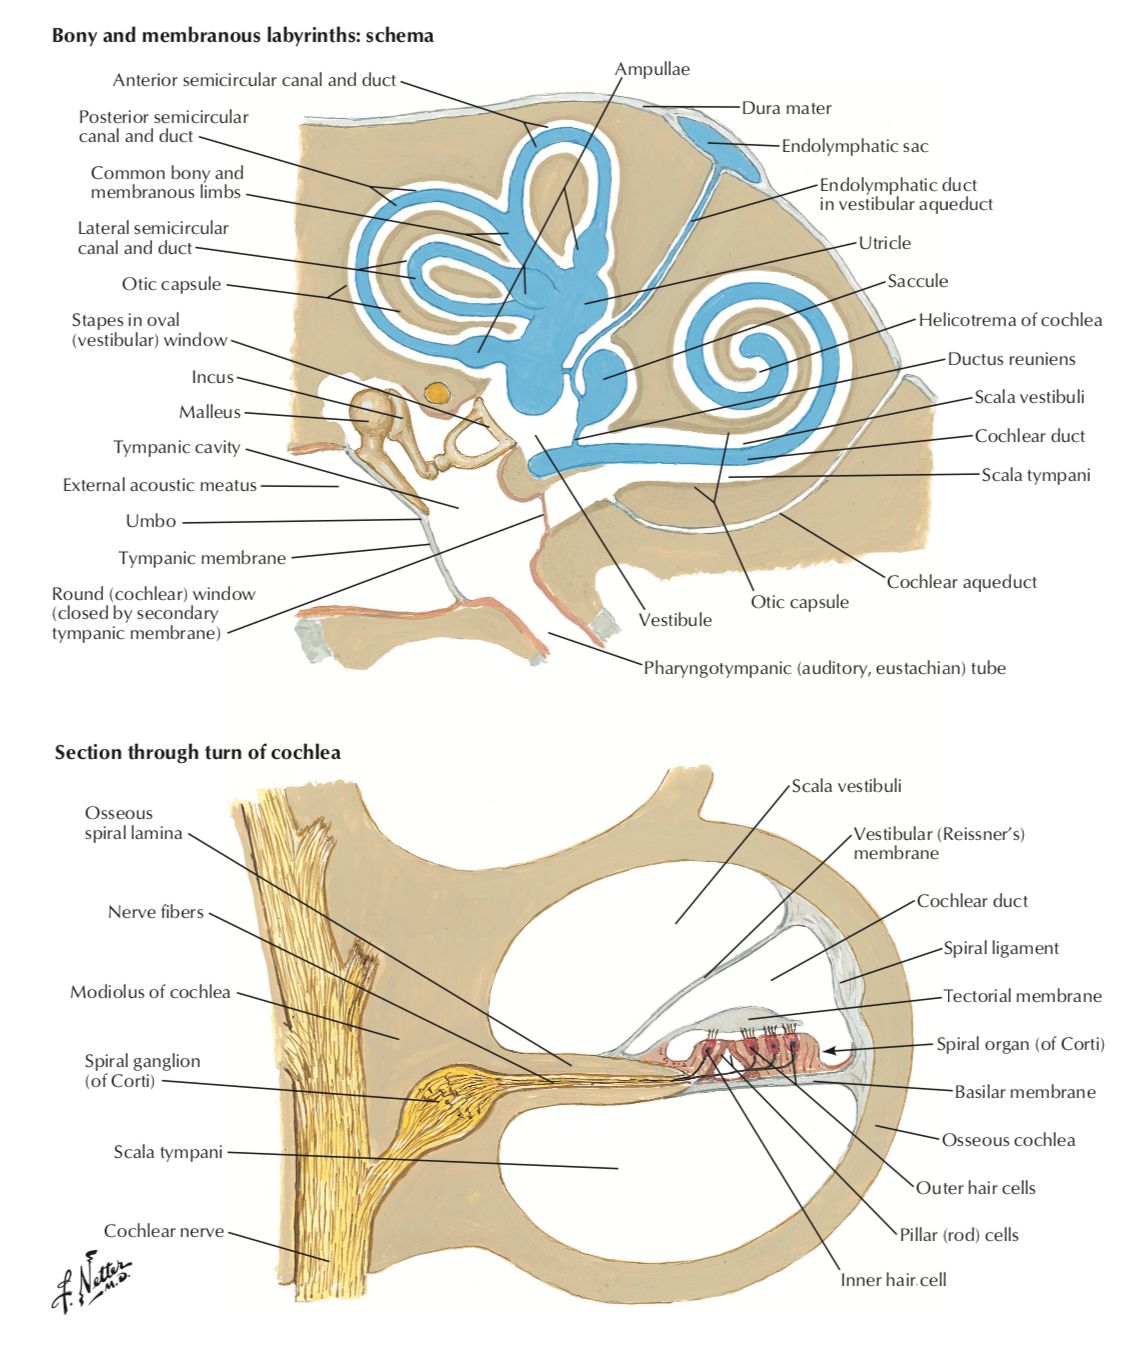 Bony and membranous labyrinths: schema
Anterior semicircular canal and duct
Posterior semicircular
canal and duct
Common bony and
membranous limbs
Lateral semicircular
canal and duct
Otic capsule
Stapes in oval
(vestibular) window
Incus
Malleus
Tympanic cavity
External acoustic meatus
Umbo
Tympanic membrane
Round (cochlear) window
(closed by secondary
tympanic membrane)
Ampullae
Dura mater
Endolymphatic sac
Endolymphatic duct
in vestibular aqueduct
Utricle
Saccule
Helicotrema of cochlea
Ductus reuniens
Scala vestibuli
Cochlear duct
Scala tympani
Cochlear aqueduct
Otic capsule
Vestibule
Pharyngotympanic (auditory, eustachian) tube
Section through turn of cochlea
Osseous
spiral lamina
Nerve fibers
Modiolus of cochlea
Spiral ganglion
(of Corti)
Scala tympani
Cochlear nerve
Scala vestibuli
Vestibular (Reissner's)
membrane
Cochlear duct
Spiral ligament
Tectorial membrane
Spiral organ (of Corti)
Basilar membrane
Osseous cochlea
Outer hair cells
Pillar (rod) cells
Inner hair cell
F. Netter
M.D.